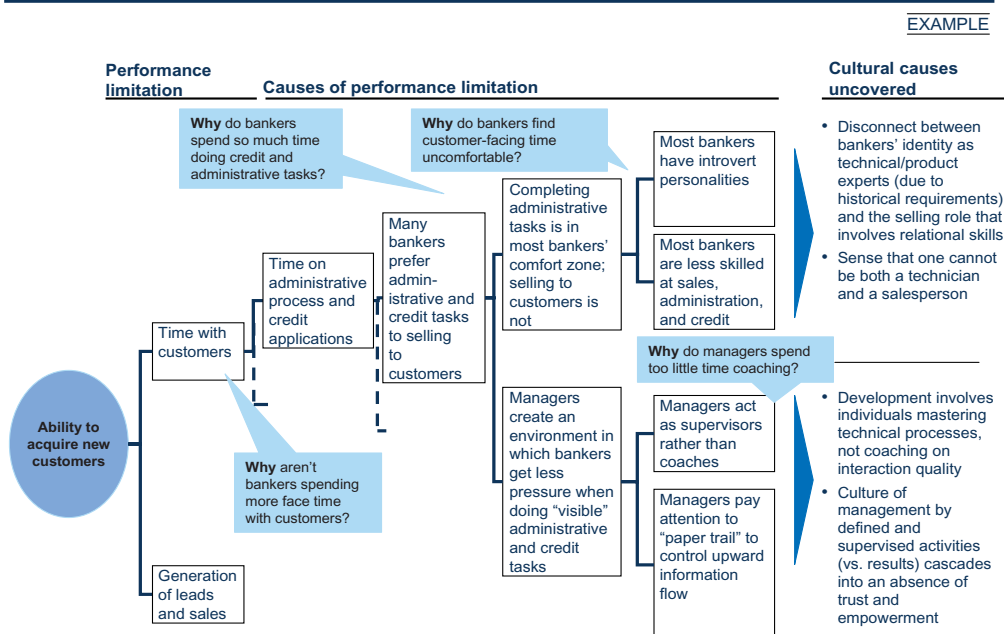 EXAMPLE
Performance
limitation
Causes of performance limitation
Cultural causes
uncovered
Why do bankers
spend so much time
doing credit and
administrative tasks?
Why do bankers find
customer-facing time
uncomfortable?
Most bankers
have introvert
personalities
• Disconnect between
bankers' identity as
technical/product
experts (due to
historical requirements)
and the selling role that
involves relational skills
• Sense that one cannot
be both a technician
and a salesperson
Completing
administrative
tasks is in
most bankers'
comfort zone;
selling to
customers is
not
Many
bankers
prefer
admin-
istrative and
credit tasks
to selling
to
customers
Most bankers
are less skilled
at sales,
administration,
and credit
Time on
administrative
process and
credit
applications
Time with
customers
Why do managers spend
too little time coaching?
Ability to
acquire new
customers
Why aren't
bankers spending
more face time
with customers?
Managers
create an
environment in
which bankers
get less
pressure when
doing "visible"
administrative
and credit
tasks
Managers act
as supervisors
rather than
coaches
Managers pay
attention to
"paper trail" to
control upward
information
flow
• Development involves
individuals mastering
technical processes,
not coaching on
interaction quality
• Culture of
management by
defined and
supervised activities
(vs. results) cascades
into an absence of
trust and
empowerment
Generation
of leads
and sales